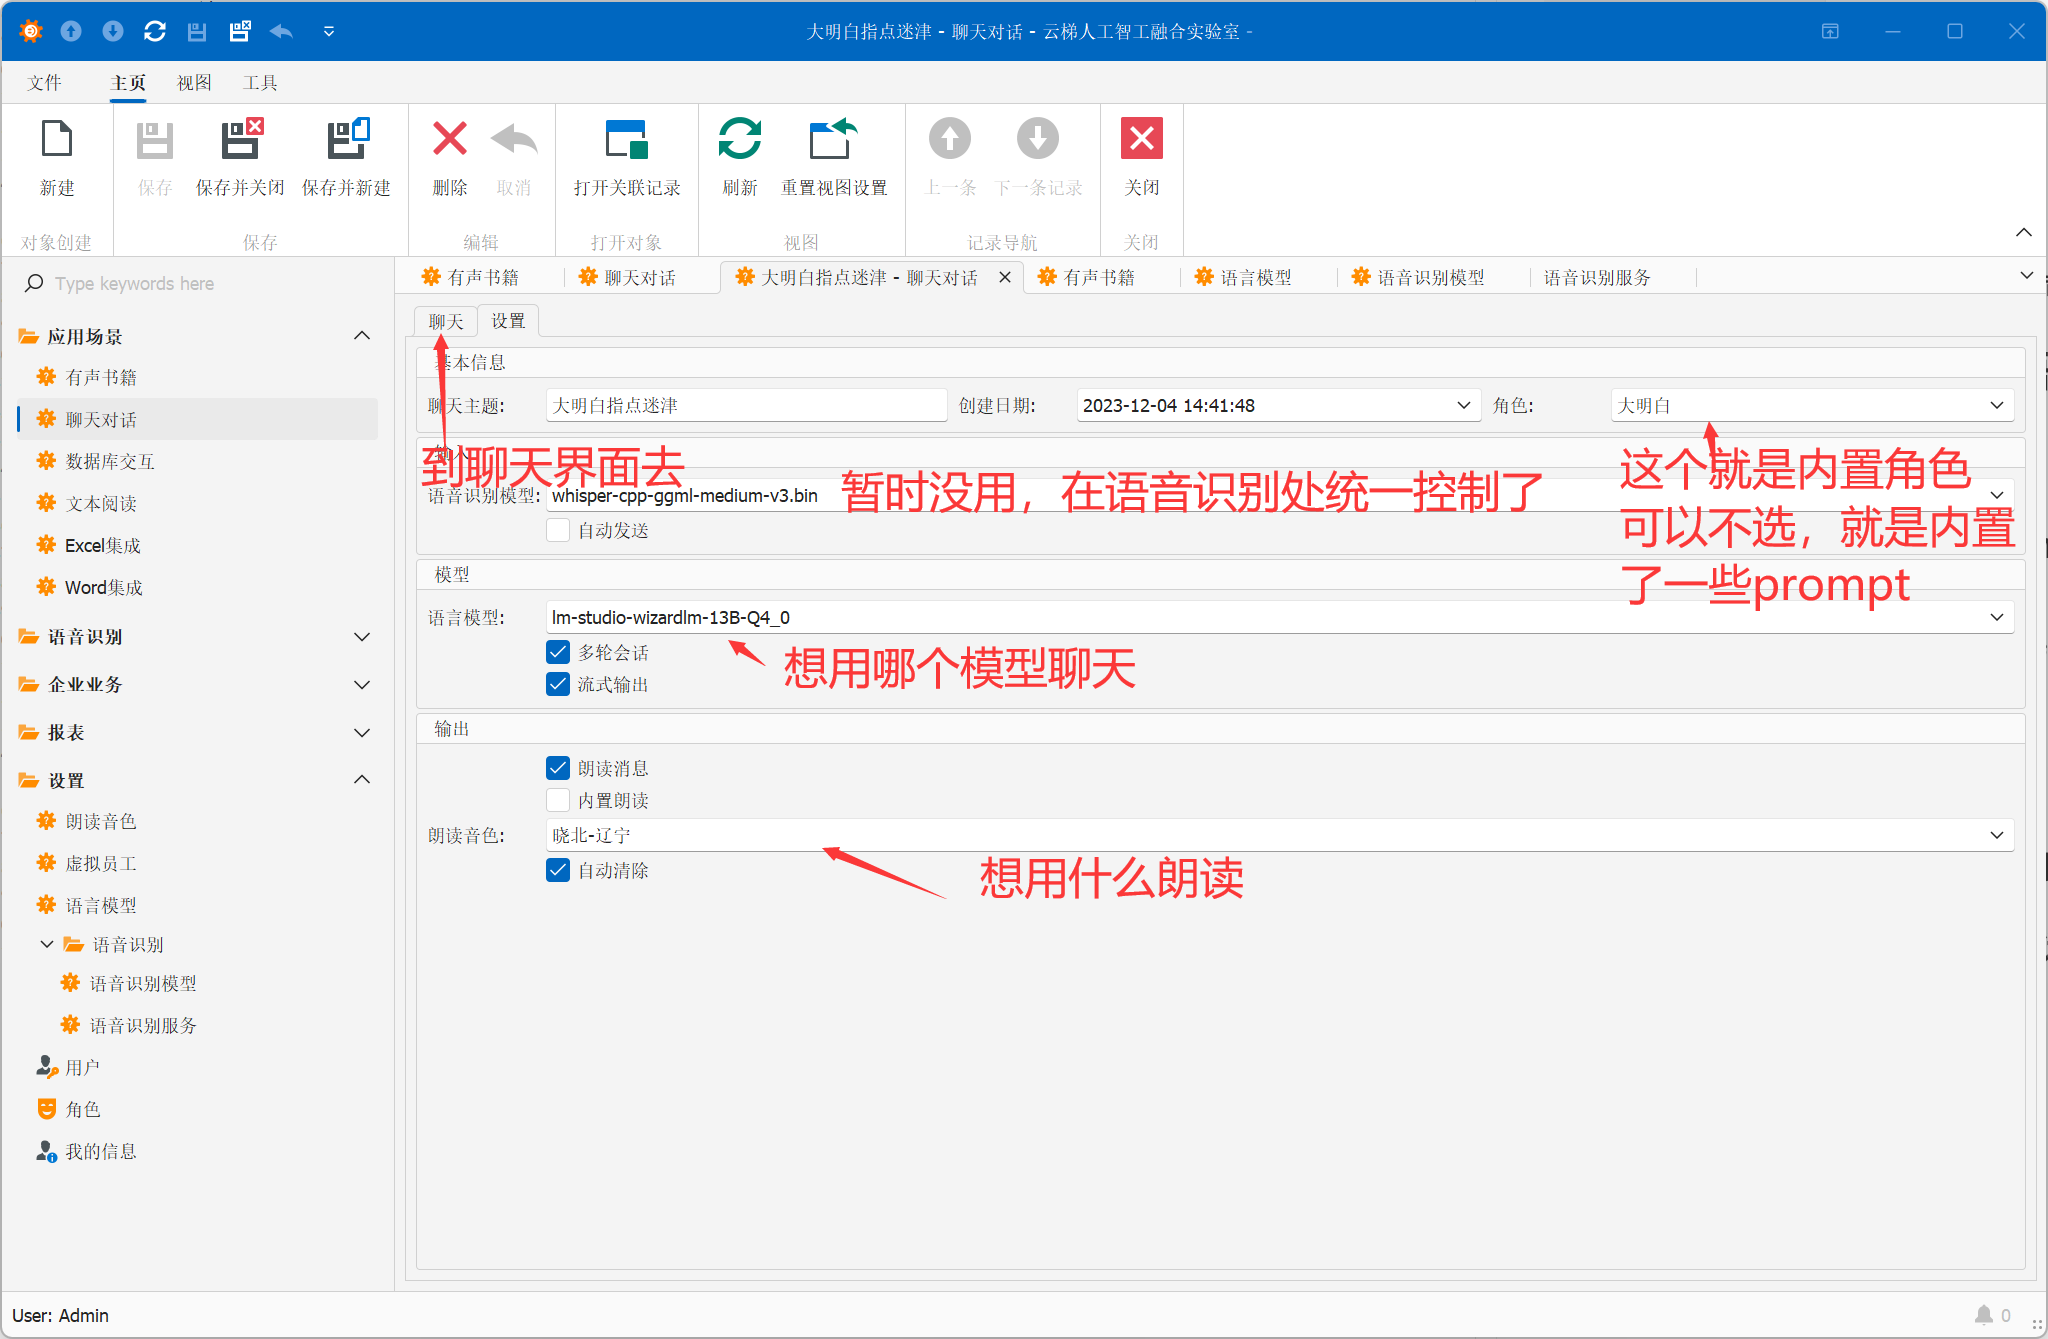 大明白指点迷津 - 聊天对话 - 云梯人工智工融合实验室 -
文件 主页 视图 工具
新建 保存 保存并关闭 保存并新建 删除 取消 打开关联记录 刷新 重置视图设置 上一条 下一条记录 关闭
对象创建 保存 编辑 打开对象 视图 记录导航 关闭
Type keywords here
应用场景
有声书籍
聊天对话
数据库交互
文本阅读
Excel集成
Word集成
语音识别
企业业务
报表
设置
朗读音色
虚拟员工
语言模型
语音识别
语音识别模型
语音识别服务
用户
角色
我的信息
有声书籍 聊天对话 大明白指点迷津 - 聊天对话 有声书籍 语言模型 语音识别模型 语音识别服务
聊天 设置
基本信息
聊天主题: 大明白指点迷津 创建日期: 2023-12-04 14:41:48 角色: 大明白
输入
到聊天界面去
语音识别模型: whisper-cpp-ggml-medium-v3.bin
暂时没用，在语音识别处统一控制了
这个就是内置角色
可以不选，就是内置
了一些prompt
自动发送
模型
语言模型: lm-studio-wizardlm-13B-Q4_0
多轮会话
想用哪个模型聊天
流式输出
输出
朗读消息
内置朗读
朗读音色: 晓北-辽宁
自动清除
想用什么朗读
User: Admin
0